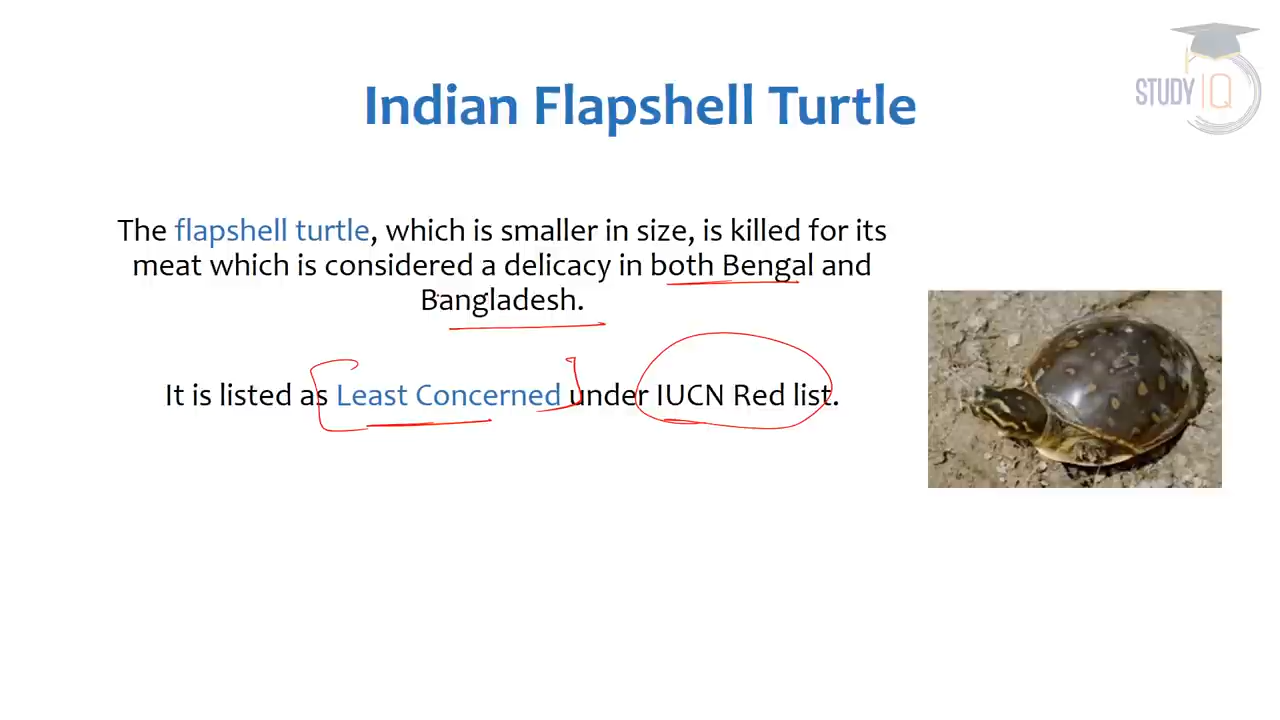 STUDY IQ
Indian Flapshell Turtle
The flapshell turtle, which is smaller in size, is killed for its
meat which is considered a delicacy in both Bengal and
Bangladesh.
It is listed as Least Concerned under IUCN Red list.